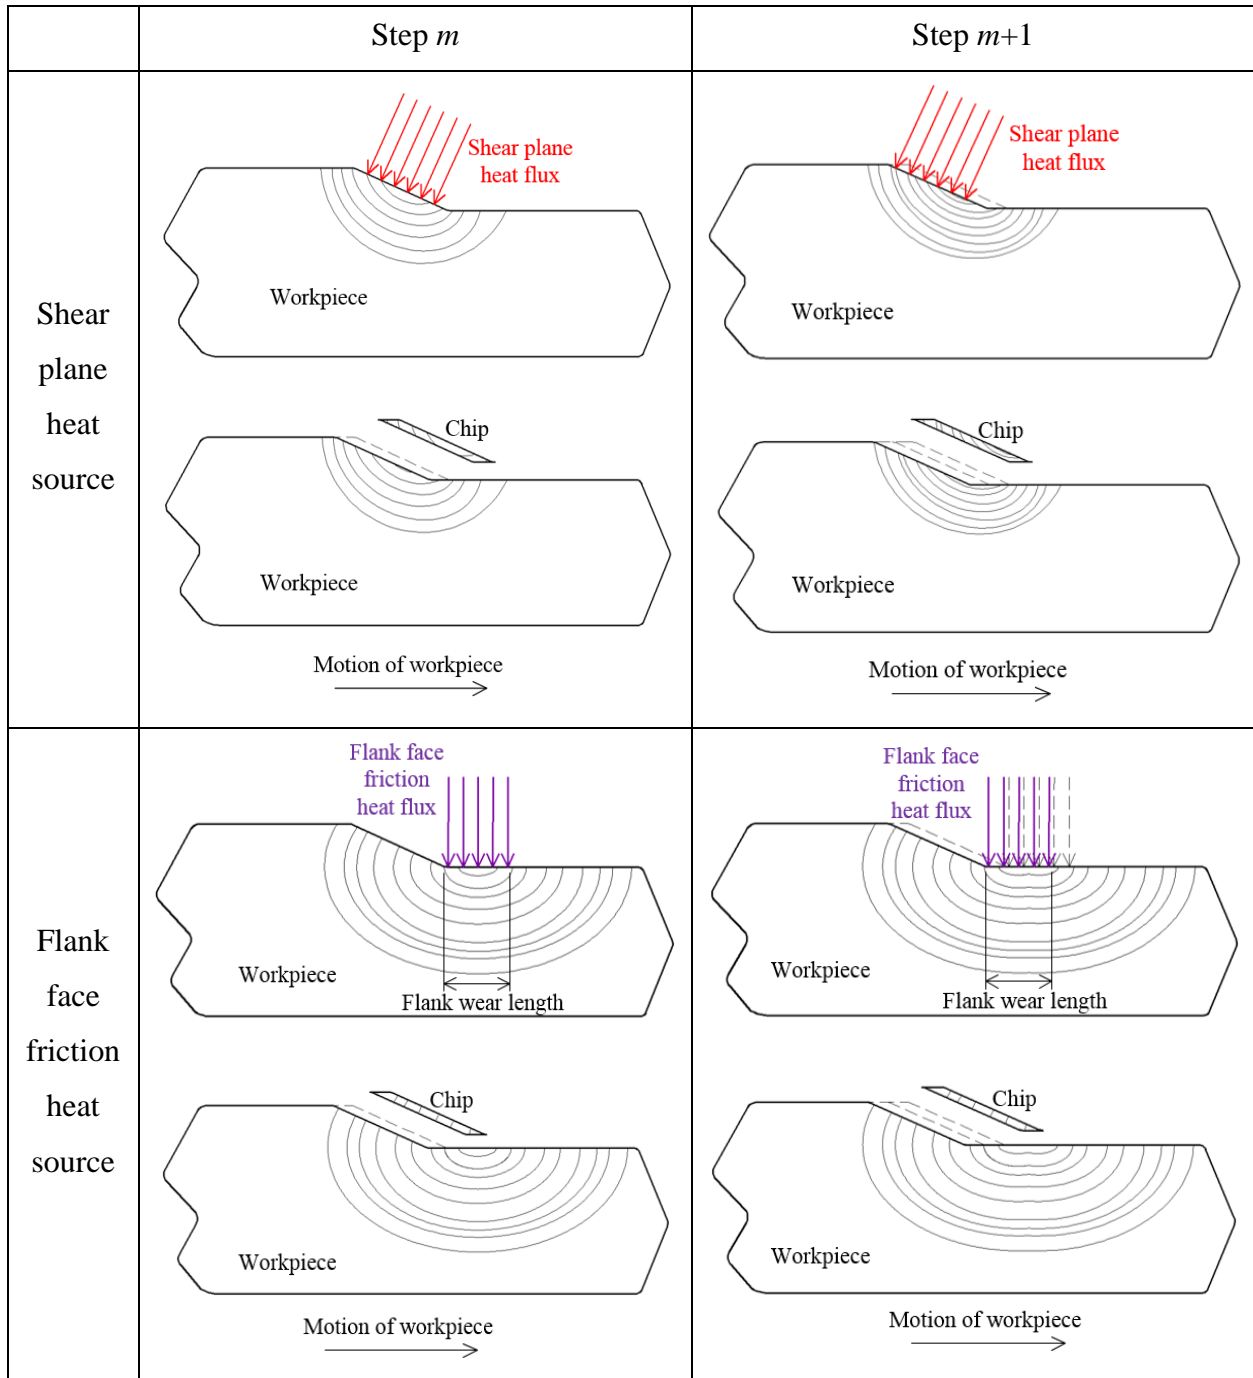 Step m
Step m+1
Shear
plane
heat
source
Shear plane
heat flux
Workpiece
Chip
Workpiece
Motion of workpiece
Shear plane
heat flux
Workpiece
Chip
Workpiece
Motion of workpiece
Flank
face
friction
heat
source
Flank face
friction
heat flux
Workpiece
Flank wear length
Chip
Workpiece
Motion of workpiece
Flank face
friction
heat flux
Workpiece
Flank wear length
Chip
Workpiece
Motion of workpiece